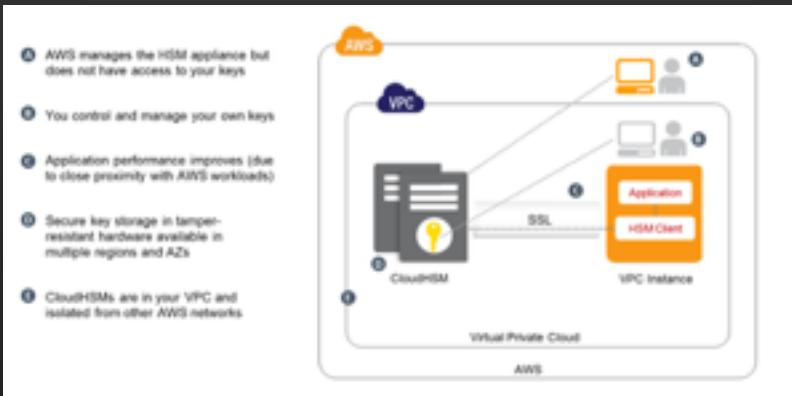 A AWS manages the HSM appliance but
does not have access to your keys
B You control and manage your own keys
C Application performance improves (due
to close proximity with AWS workloads)
D Secure key storage in tamper-
resistant hardware available in
multiple regions and AZs
E CloudHSMs are in your VPC and
isolated from other AWS networks
AWS
A
VPC
B
C
Application
SSL
HSM Client
D
CloudHSM
VPC Instance
E
Virtual Private Cloud
AWS